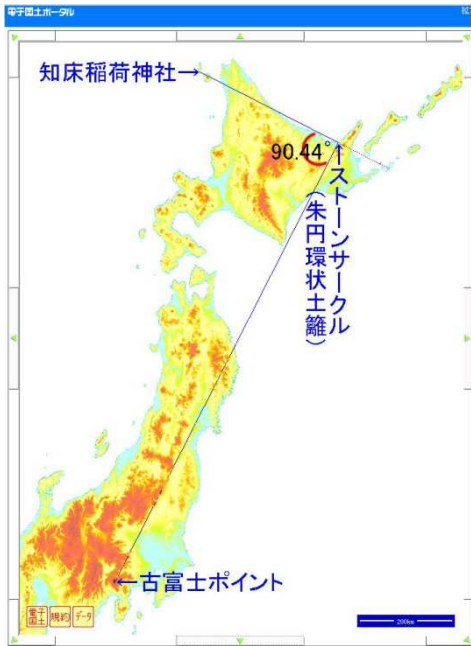 電子国土ポータル
知床稲荷神社→
90.44°
←ストーンサークル
(朱円環状土籬)
←古富士ポイント
電子国土
規約
データ
200km